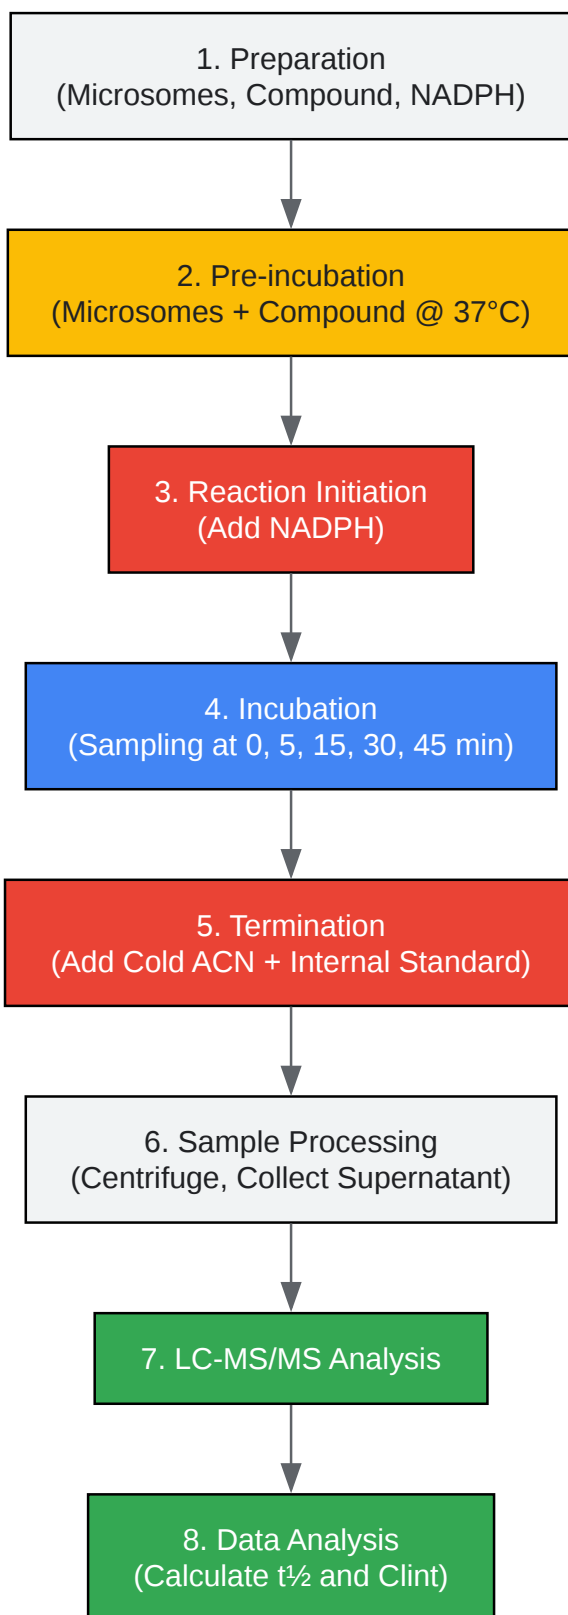 1. Preparation
(Microsomes, Compound, NADPH)
2. Pre-incubation
(Microsomes + Compound @ 37°C)
3. Reaction Initiation
(Add NADPH)
4. Incubation
(Sampling at 0, 5, 15, 30, 45 min)
5. Termination
(Add Cold ACN + Internal Standard)
6. Sample Processing
(Centrifuge, Collect Supernatant)
7. LC-MS/MS Analysis
8. Data Analysis
(Calculate t½ and Clint)